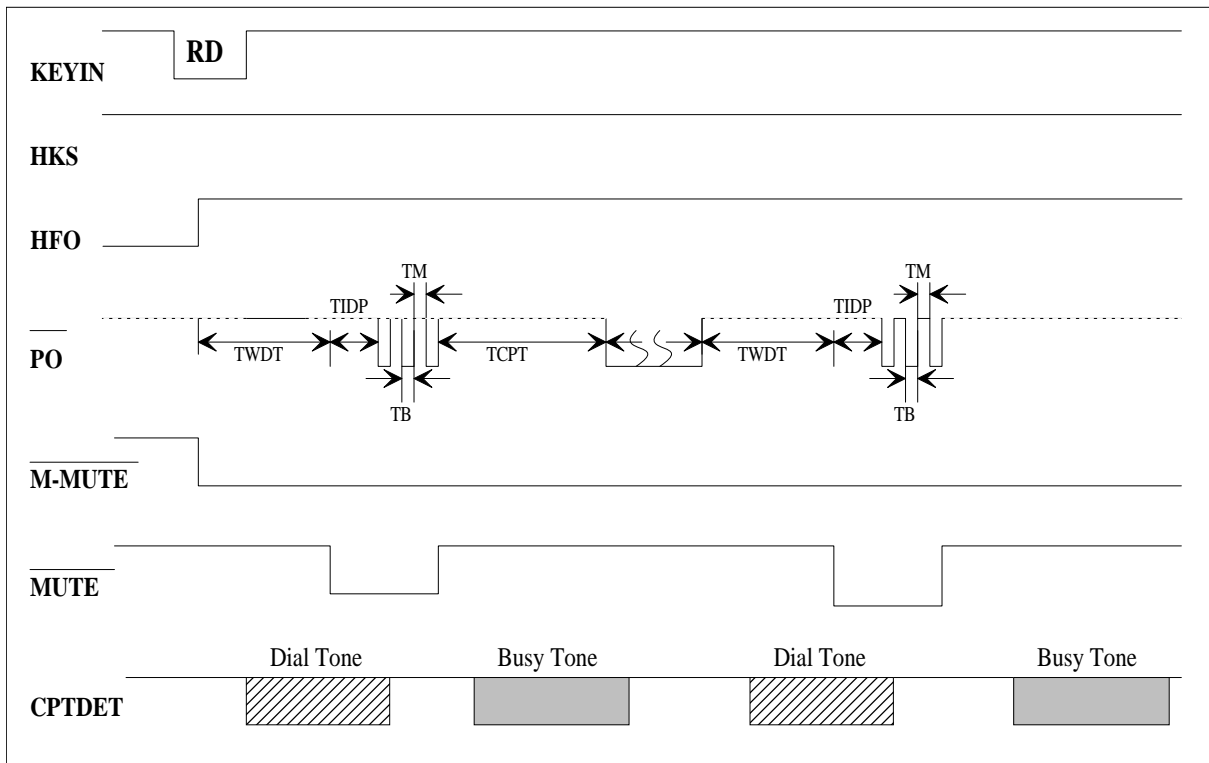 RD
KEYIN
HKS
HFO
TM
TM
TIDP
TIDP
PO
TWDT
TCPT
TWDT
TB
TB
M-MUTE
MUTE
Dial Tone
Busy Tone
Dial Tone
Busy Tone
CPTDET